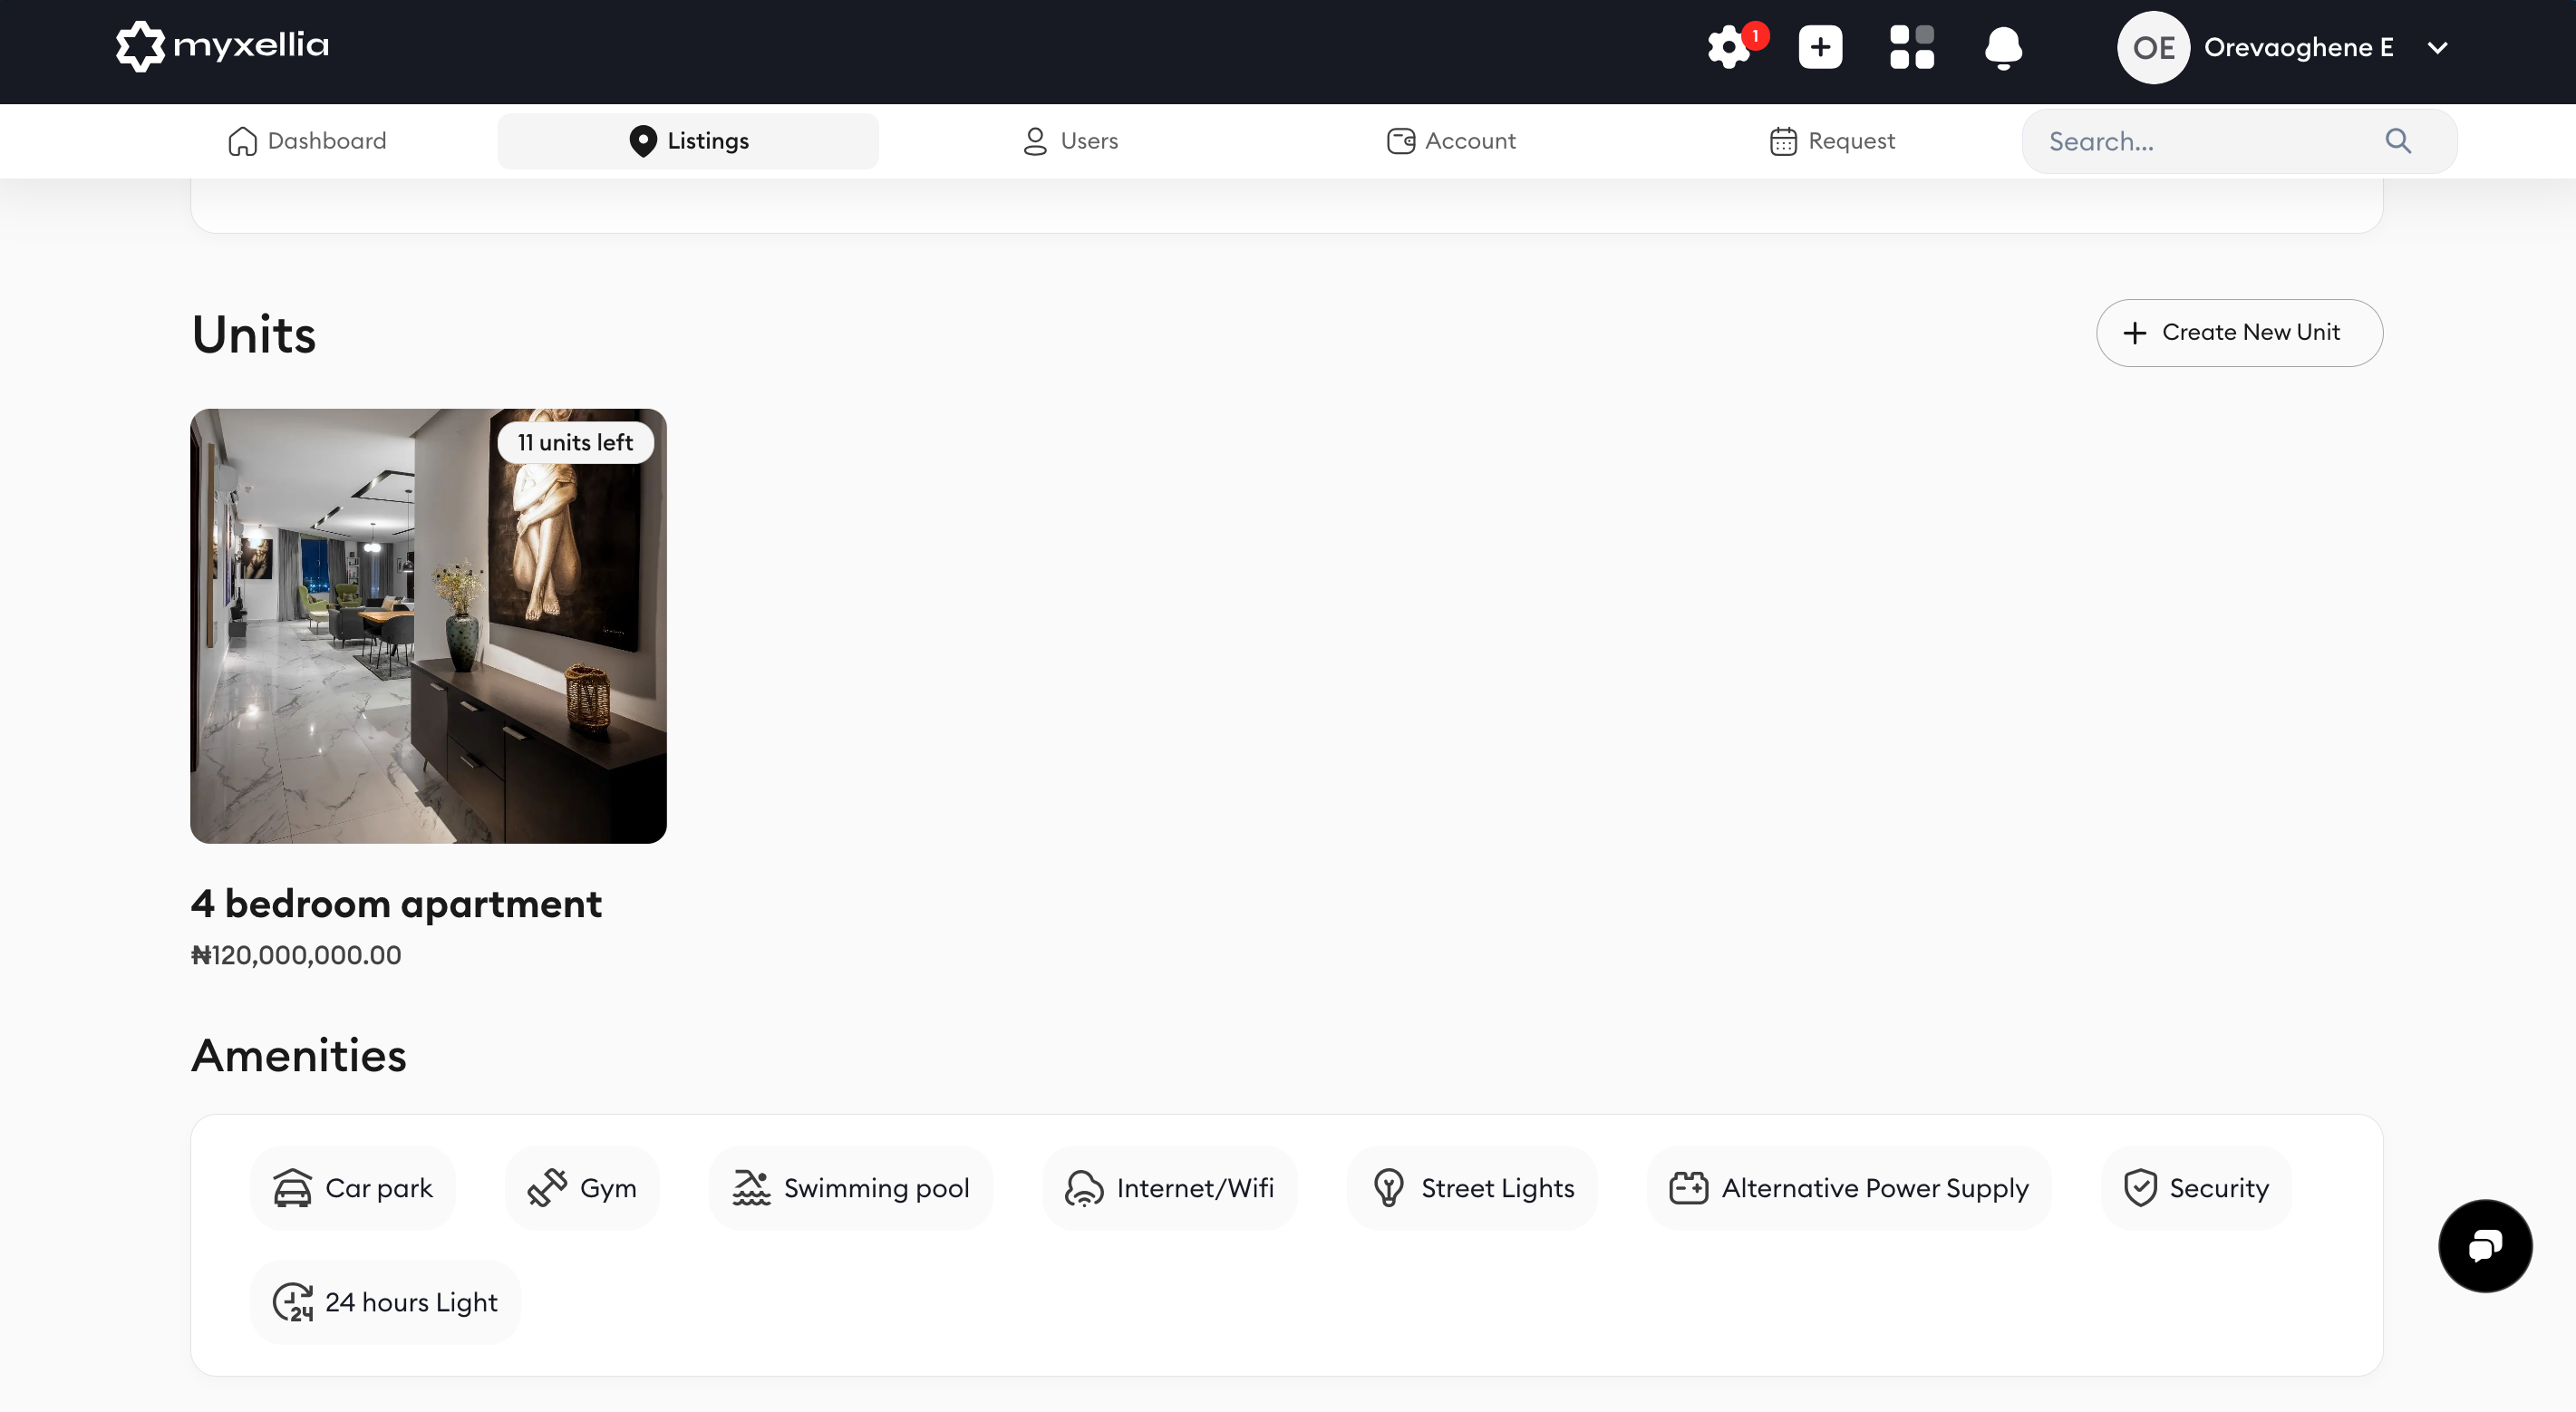 myxellia
1
OE
Orevaoghene E
Dashboard
Listings
Users
Account
Request
Search...
Units
Create New Unit
11 units left
4 bedroom apartment
₦120,000,000.00
Amenities
Car park
Gym
Swimming pool
Internet/Wifi
Street Lights
Alternative Power Supply
Security
24
24 hours Light